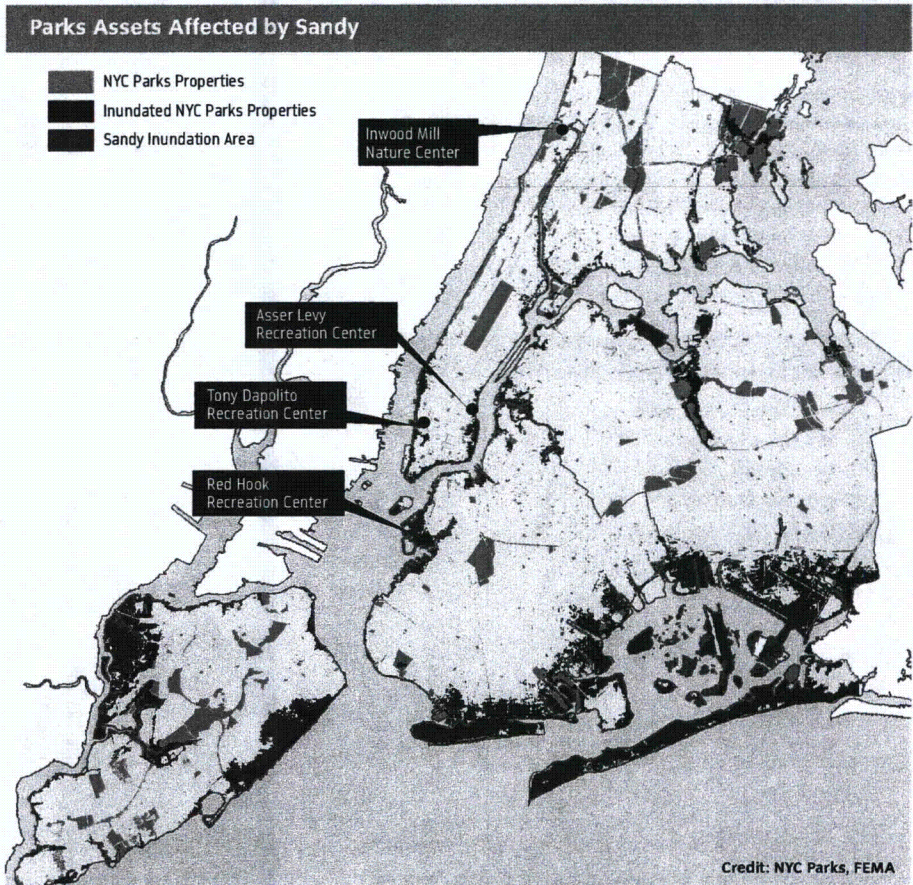 Parks Assets Affected by Sandy
NYC Parks Properties
Inundated NYC Parks Properties
Sandy Inundation Area
Inwood Mill
Nature Center
Asser Levy
Recreation Center
Tony Dapolito
Recreation Center
Red Hook
Recreation Center
Credit: NYC Parks, FEMA